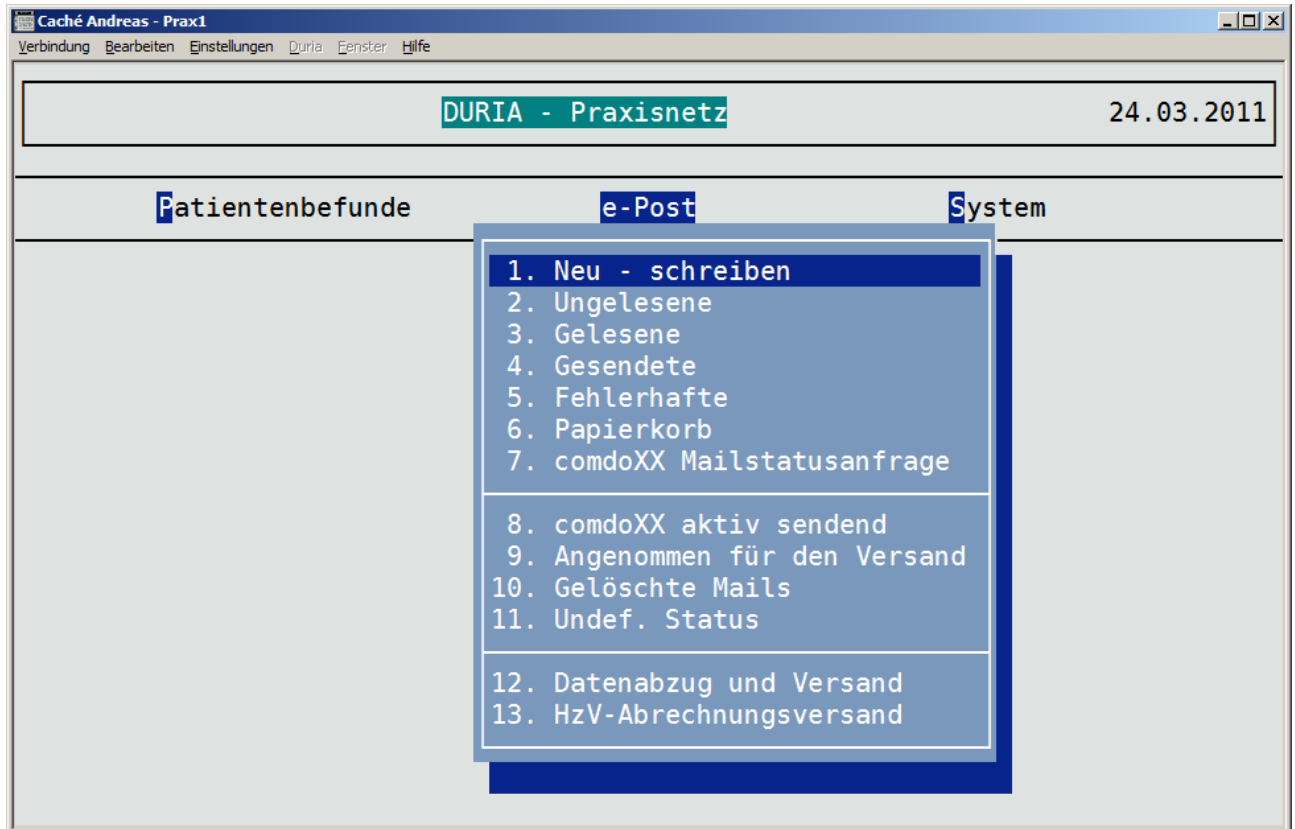 Caché Andreas - Prax1
Verbindung Bearbeiten Einstellungen Duria Fenster Hilfe
DURIA - Praxisnetz 24.03.2011
Patientenbefunde e-Post System
1. Neu - schreiben
2. Ungelesene
3. Gelesene
4. Gesendete
5. Fehlerhafte
6. Papierkorb
7. comdoXX Mailstatusanfrage
8. comdoXX aktiv sendend
9. Angenommen für den Versand
10. Gelöschte Mails
11. Undef. Status
12. Datenabzug und Versand
13. HzV-Abrechnungsversand